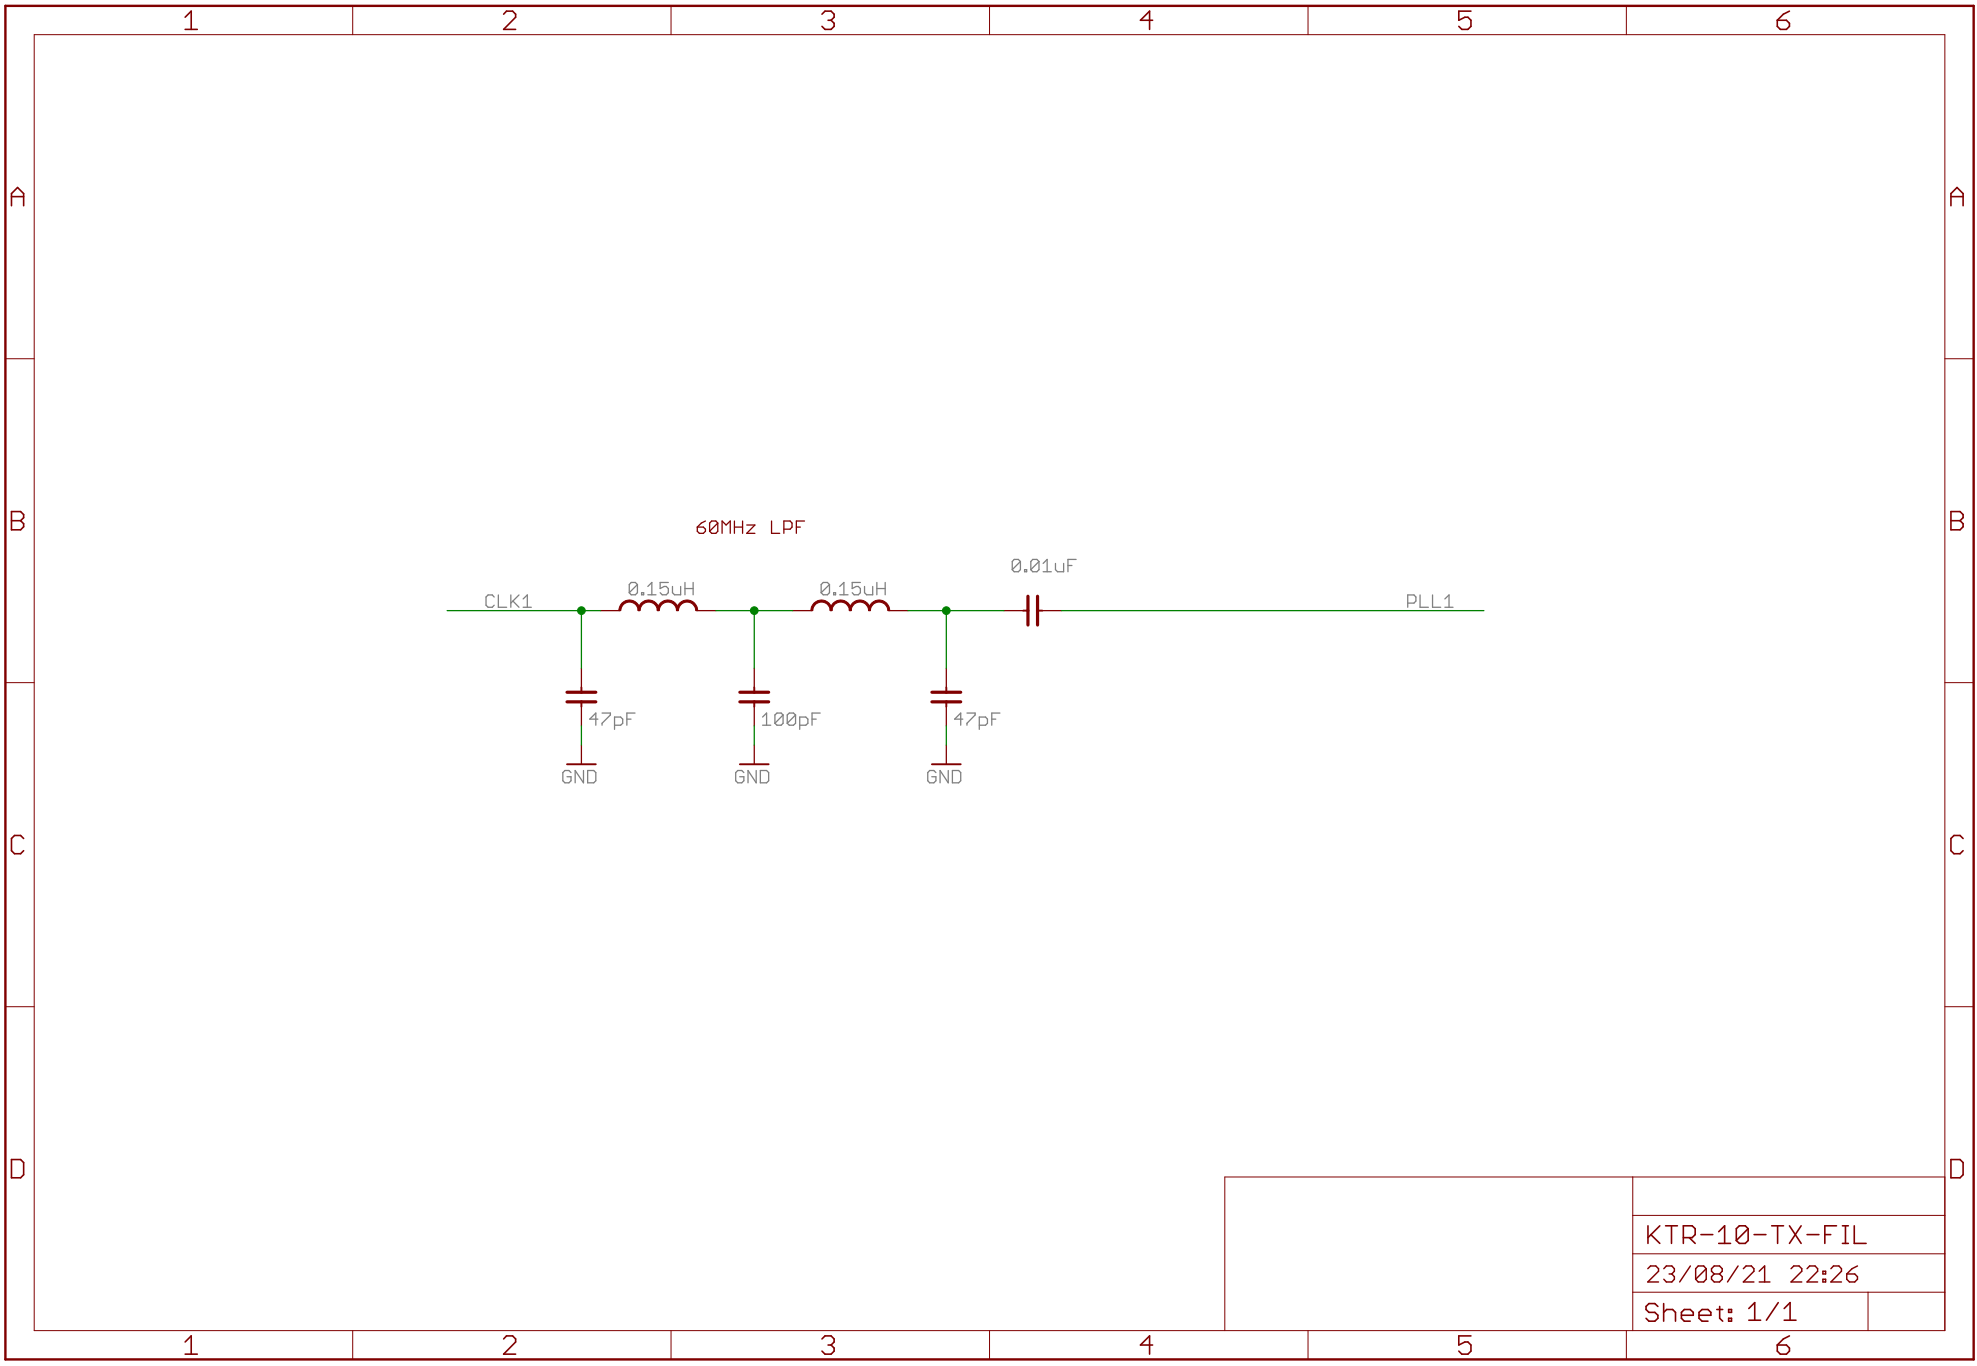 1 2 3 4 5 6
A A
B B
60MHz LPF
0.01uF
0.15uH 0.15uH
CLK1 PLL1
47pF 100pF 47pF
GND GND GND
C C
D D
KTR-10-TX-FIL
23/08/21 22:26
Sheet: 1/1
1 2 3 4 5 6